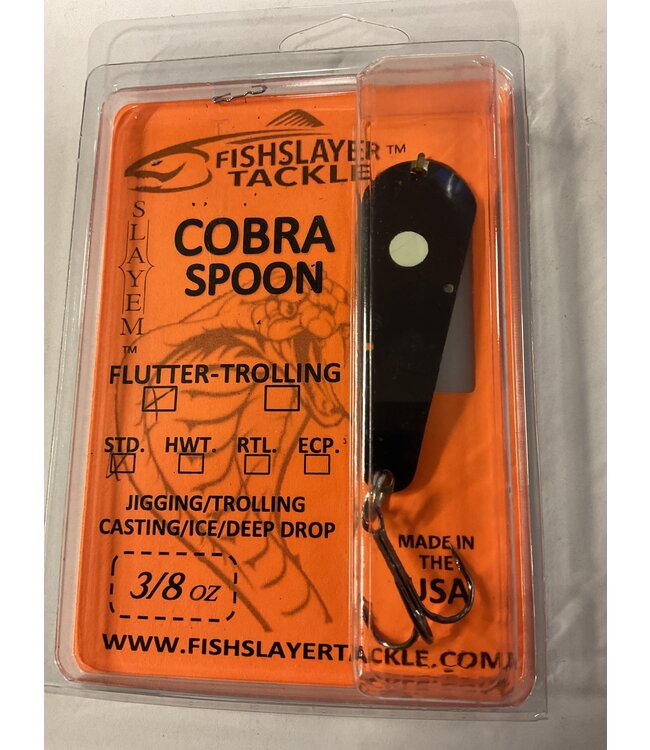 FISHSLAYER™
TACKLE
SLAYEM™
COBRA
SPOON
FLUTTER-TROLLING
STD. HWT. RTL. ECP.
JIGGING/TROLLING
CASTING/ICE/DEEP DROP
3/8 OZ
MADE IN
THE
USA
WWW.FISHSLAYERTACKLE.COM